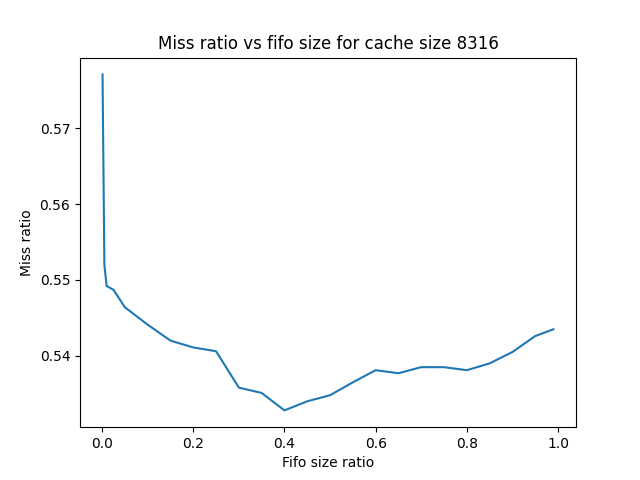 Miss ratio vs fifo size for cache size 8316
0.57
0.56
0.55
0.54
Miss ratio
0.0 0.2 0.4 0.6 0.8 1.0
Fifo size ratio